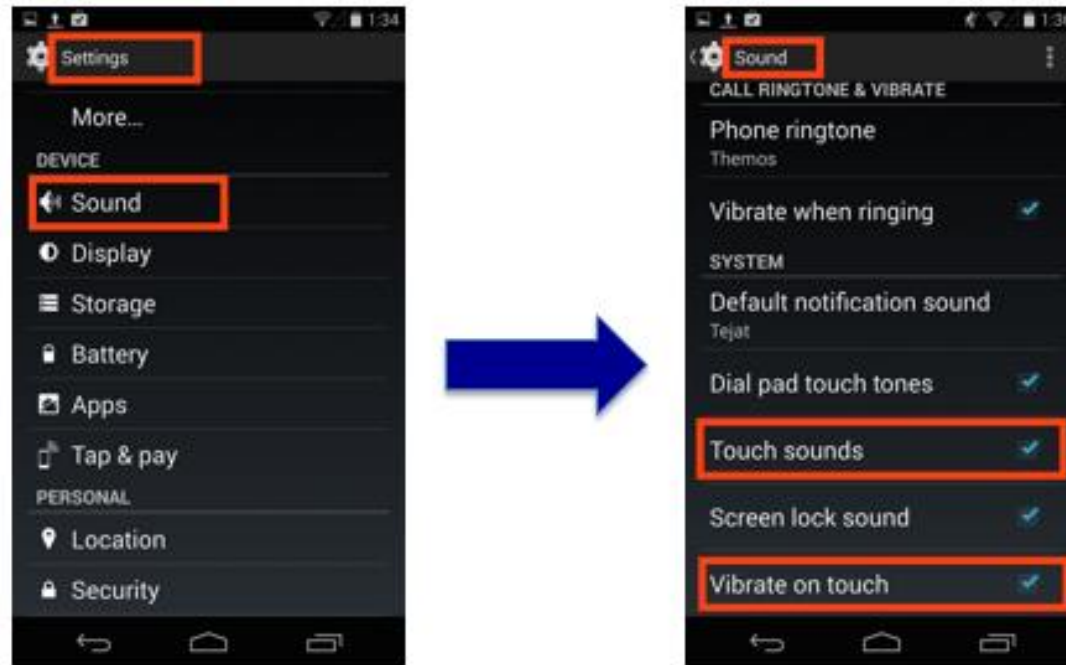 1:34
Settings
More...
DEVICE
Sound
Display
Storage
Battery
Apps
Tap & pay
PERSONAL
Location
Security
Sound
CALL RINGTONE & VIBRATE
Phone ringtone
Themos
Vibrate when ringing
SYSTEM
Default notification sound
Tejat
Dial pad touch tones
Touch sounds
Screen lock sound
Vibrate on touch